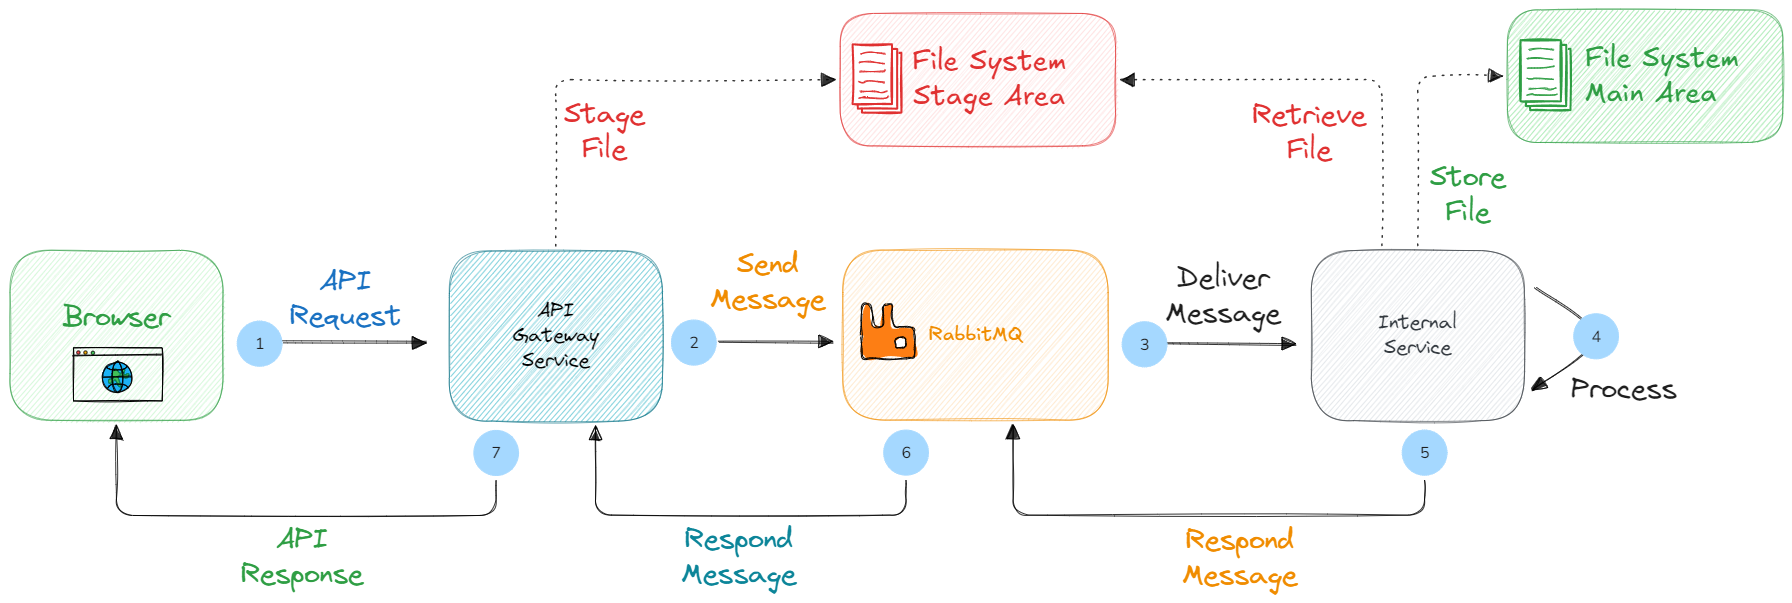 File System
Stage Area
File System
Main Area
Stage
File
Retrieve
File
Store
File
Browser
API
Request
1
API
Gateway
Service
Send
Message
2
RabbitMQ
Deliver
Message
3
Internal
Service
4
Process
7
6
5
API
Response
Respond
Message
Respond
Message